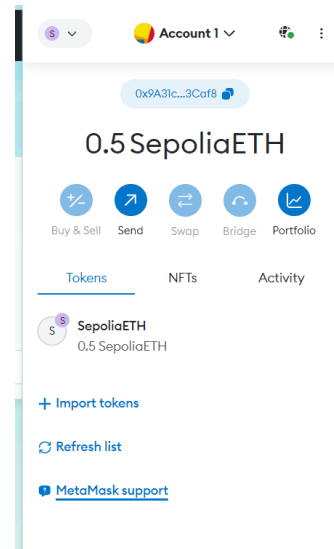 S Account 1
0x9A31c...3Caf8
0.5 SepoliaETH
Buy & Sell Send Swap Bridge Portfolio
Tokens NFTs Activity
S S SepoliaETH
0.5 SepoliaETH
+ Import tokens
Refresh list
MetaMask support